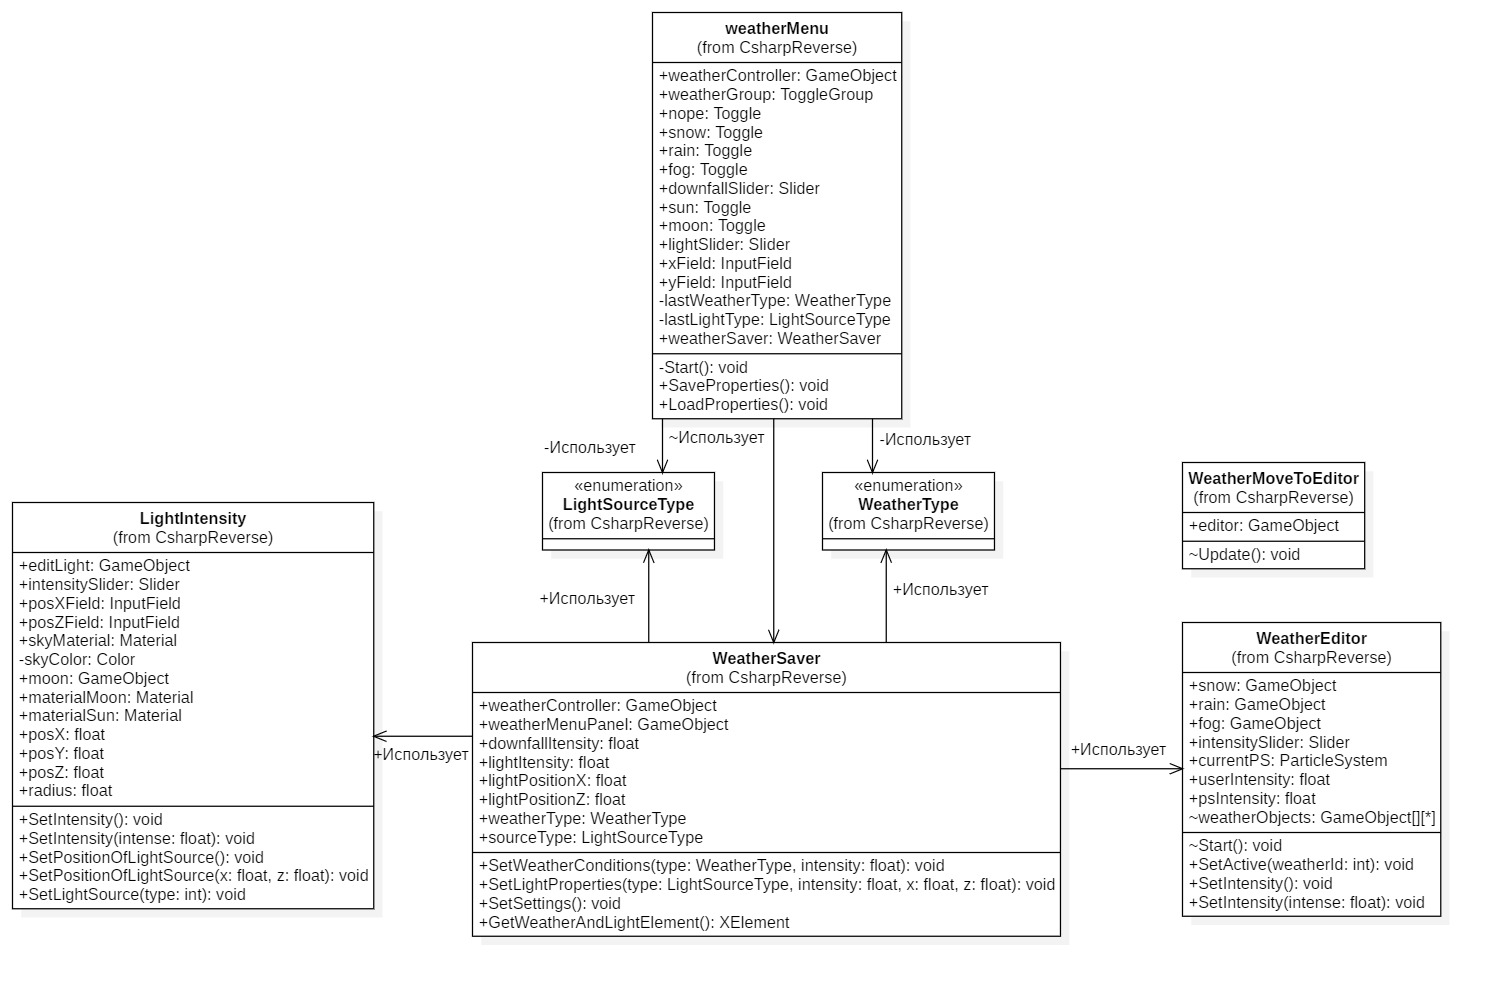 weatherMenu
(from CsharpReverse)
+weatherController: GameObject
+weatherGroup: ToggleGroup
+nope: Toggle
+snow: Toggle
+rain: Toggle
+fog: Toggle
+downfallSlider: Slider
+sun: Toggle
+moon: Toggle
+lightSlider: Slider
+xField: InputField
+yField: InputField
-lastWeatherType: WeatherType
-lastLightType: LightSourceType
+weatherSaver: WeatherSaver
-Start(): void
+SaveProperties(): void
+LoadProperties(): void
-Использует
~Использует
-Использует
«enumeration»
LightSourceType
(from CsharpReverse)
«enumeration»
WeatherType
(from CsharpReverse)
WeatherMoveToEditor
(from CsharpReverse)
+editor: GameObject
~Update(): void
LightIntensity
(from CsharpReverse)
+editLight: GameObject
+intensitySlider: Slider
+posXField: InputField
+posZField: InputField
+skyMaterial: Material
-skyColor: Color
+moon: GameObject
+materialMoon: Material
+materialSun: Material
+posX: float
+posY: float
+posZ: float
+radius: float
+SetIntensity(): void
+SetIntensity(intense: float): void
+SetPositionOfLightSource(): void
+SetPositionOfLightSource(x: float, z: float): void
+SetLightSource(type: int): void
+Использует
+Использует
+Использует
WeatherSaver
(from CsharpReverse)
+weatherController: GameObject
+weatherMenuPanel: GameObject
+downfallItensity: float
+lightItensity: float
+lightPositionX: float
+lightPositionZ: float
+weatherType: WeatherType
+sourceType: LightSourceType
+SetWeatherConditions(type: WeatherType, intensity: float): void
+SetLightProperties(type: LightSourceType, intensity: float, x: float, z: float): void
+SetSettings(): void
+GetWeatherAndLightElement(): XElement
+Использует
WeatherEditor
(from CsharpReverse)
+snow: GameObject
+rain: GameObject
+fog: GameObject
+intensitySlider: Slider
+currentPS: ParticleSystem
+userIntensity: float
+psIntensity: float
~weatherObjects: GameObject[][*]
~Start(): void
+SetActive(weatherId: int): void
+SetIntensity(): void
+SetIntensity(intense: float): void